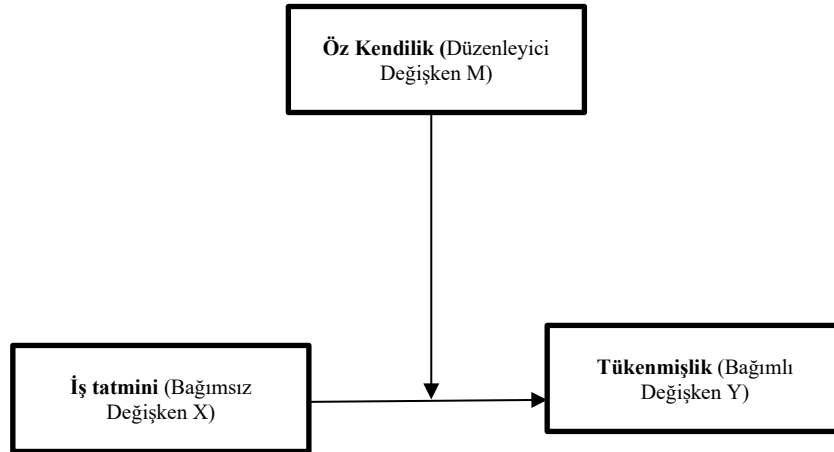 Öz Kendilik (Düzenleyici
Değişken M)
İş tatmini (Bağımsız
Değişken X)
Tükenmişlik (Bağımlı
Değişken Y)